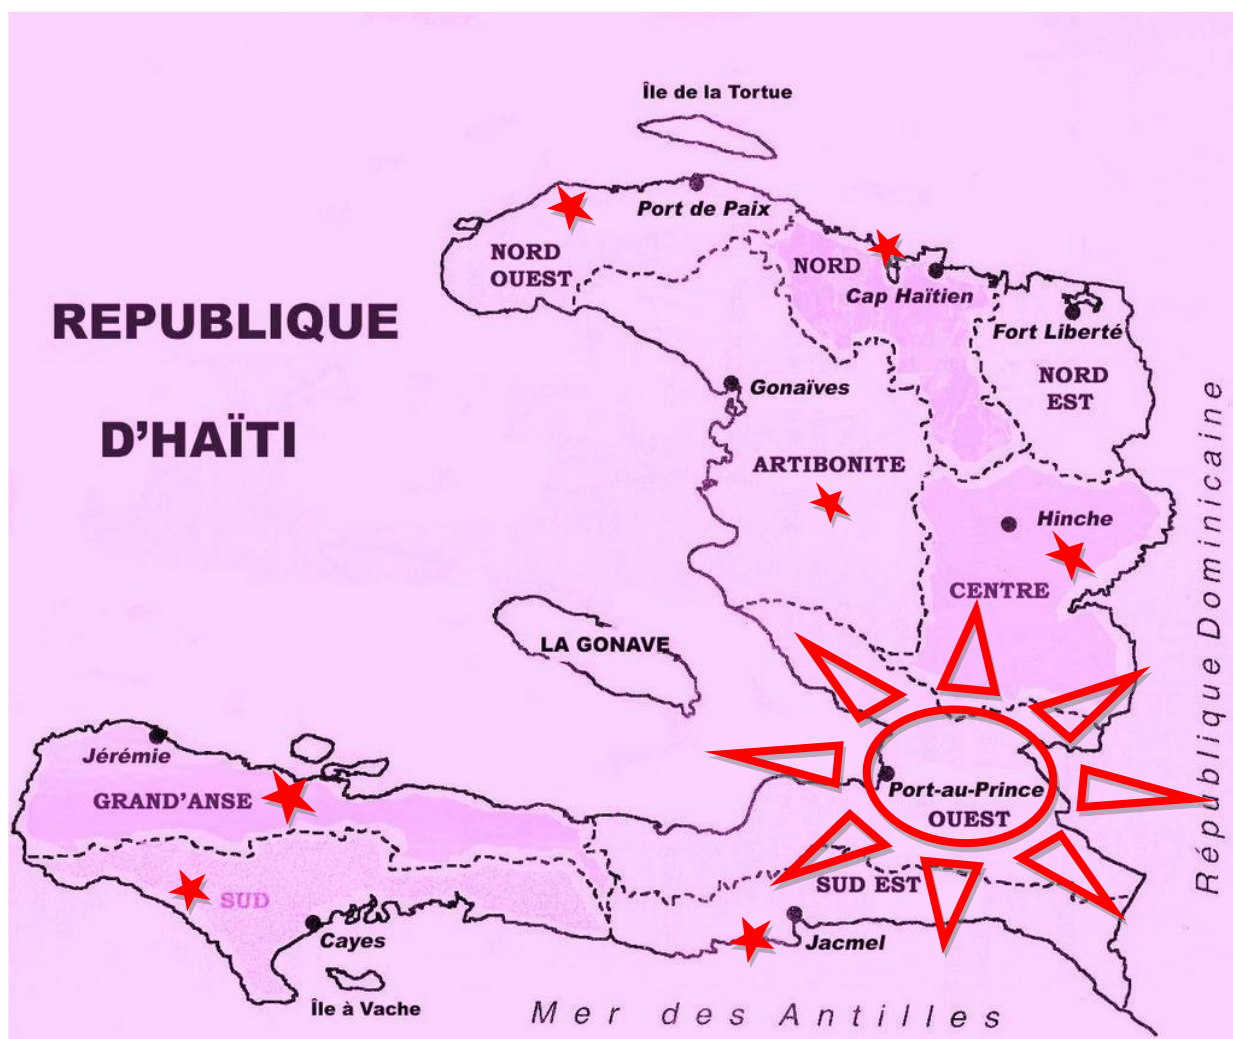 Île de la Tortue
Port de Paix
NORD
OUEST
NORD
Cap Haïtien
REPUBLIQUE
D'HAÏTI
Fort Liberté
NORD
EST
Gonaïves
ARTIBONITE
Hinche
CENTRE
République Dominicaine
LA GONAVE
Jérémie
GRAND'ANSE
Port-au-Prince
OUEST
SUD EST
SUD
Cayes
Jacmel
Île à Vache
Mer des Antilles